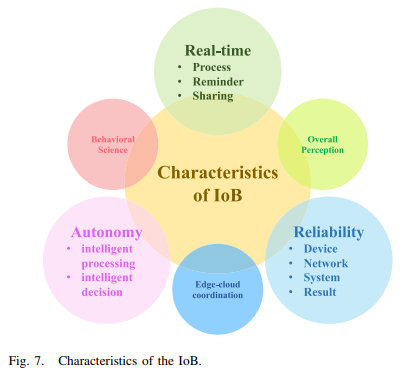 Real-time
• Process
• Reminder
• Sharing
Behavioral
Science
Overall
Perception
Characteristics
of IoB
Autonomy
• intelligent
processing
• intelligent
decision
Reliability
• Device
• Network
• System
• Result
Edge-cloud
coordination
Fig. 7. Characteristics of the IoB.